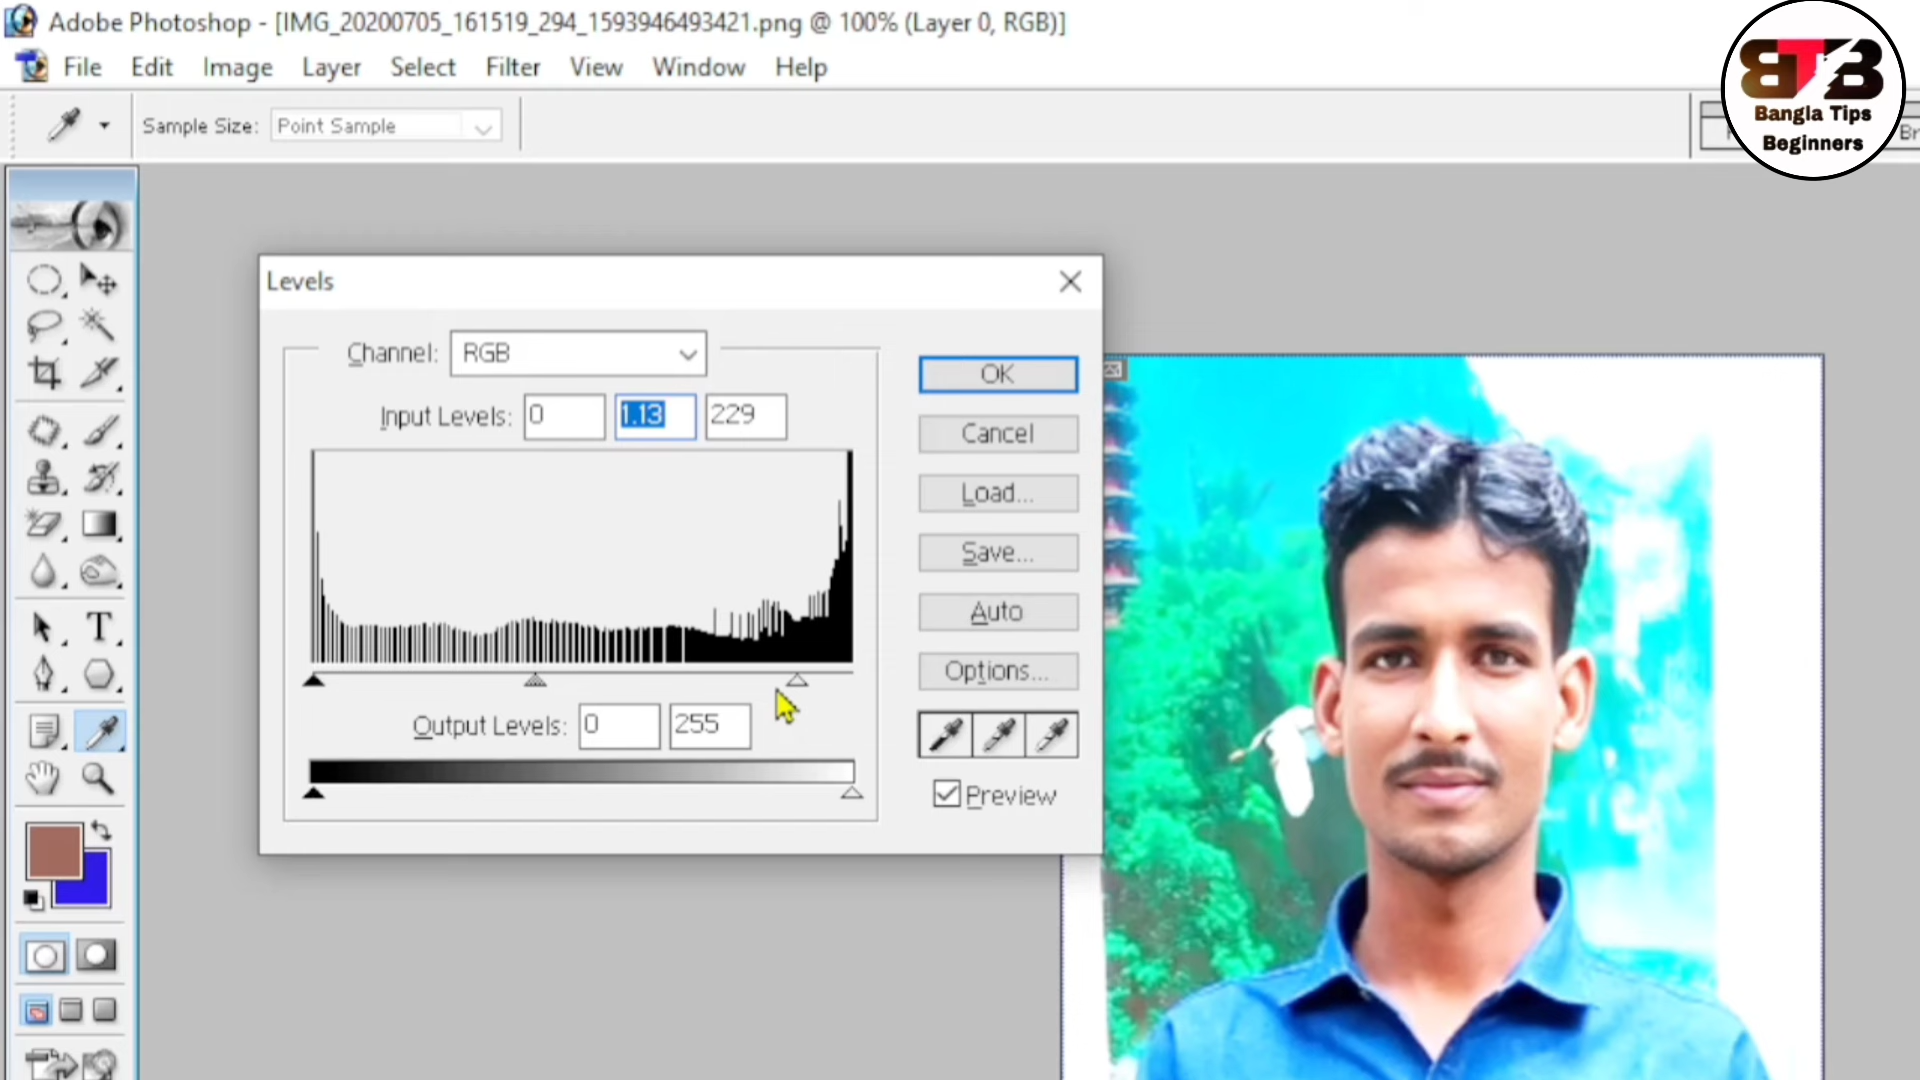 Adobe Photoshop - [IMG_20200705_161519_294_1593946493421.png @ 100% (Layer 0, RGB)]
File Edit Image Layer Select Filter View Window Help
Sample Size: Point Sample
BTB
Bangla Tips
Beginners
Br
Levels
Channel: RGB
Input Levels: 0 1.13 229
Output Levels: 0 255
OK
Cancel
Load...
Save...
Auto
Options...
Preview
T